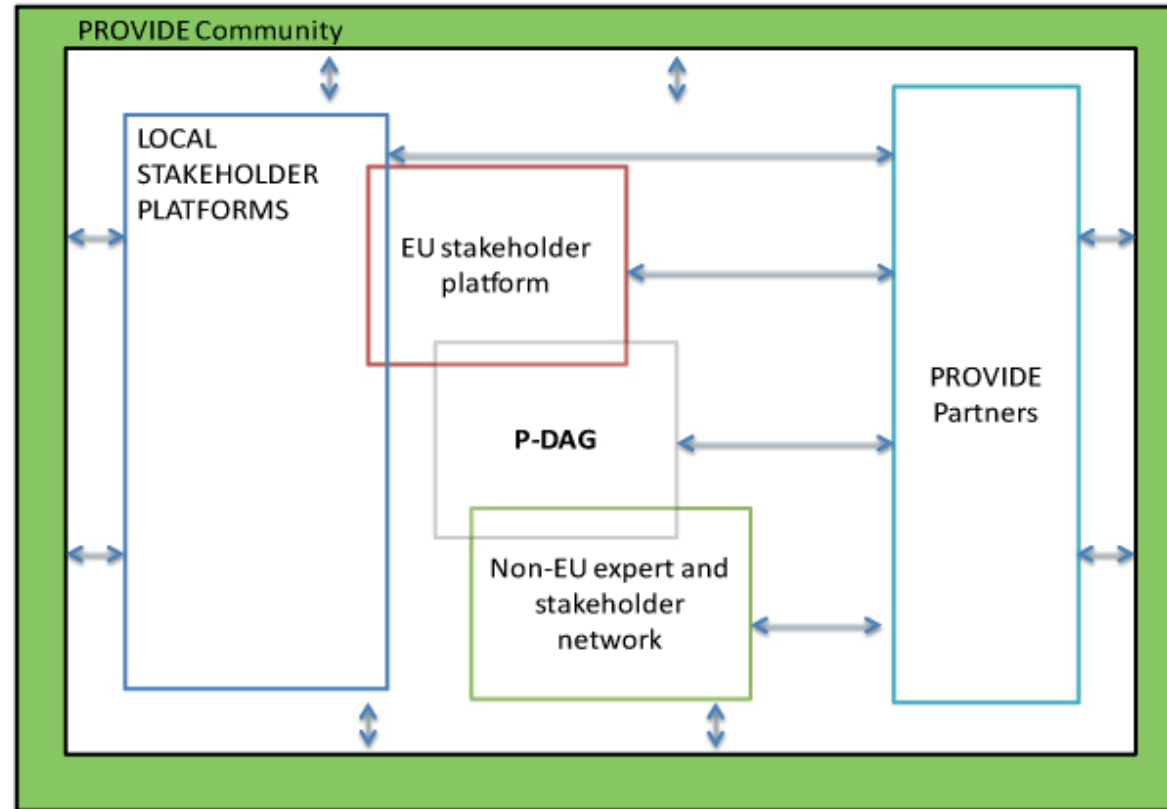 PROVIDE Community
LOCAL
STAKEHOLDER
PLATFORMS
EU stakeholder
platform
P-DAG
PROVIDE
Partners
Non-EU expert and
stakeholder
network